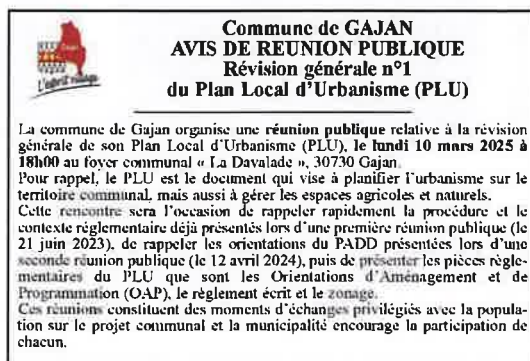 Gajan
L'esprit village
Commune de GAJAN
AVIS DE REUNION PUBLIQUE
Révision générale n°1
du Plan Local d'Urbanisme (PLU)
La commune de Gajan organise une réunion publique relative à la révision
générale de son Plan Local d'Urbanisme (PLU), le lundi 10 mars 2025 à
18h00 au foyer communal « La Davalade », 30730 Gajan.
Pour rappel, le PLU est le document qui vise à planifier l'urbanisme sur le
territoire communal, mais aussi à gérer les espaces agricoles et naturels.
Cette rencontre sera l'occasion de rappeler rapidement la procédure et le
contexte réglementaire déjà présentés lors d'une première réunion publique (le
21 juin 2023), de rappeler les orientations du PADD présentées lors d'une
seconde réunion publique (le 12 avril 2024), puis de présenter les pièces règle-
mentaires du PLU que sont les Orientations d'Aménagement et de
Programmation (OAP), le règlement écrit et le zonage.
Ces réunions constituent des moments d'échanges privilégiés avec la popula-
tion sur le projet communal et la municipalité encourage la participation de
chacun.